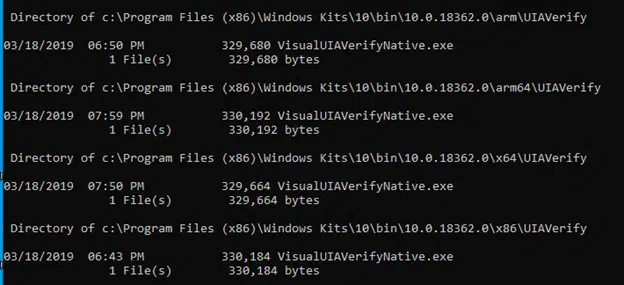 Directory of c:\Program Files (x86)\Windows Kits\10\bin\10.0.18362.0\arm\UIAVerify
03/18/2019  06:50 PM           329,680 VisualUIAVerifyNative.exe
               1 File(s)        329,680 bytes
Directory of c:\Program Files (x86)\Windows Kits\10\bin\10.0.18362.0\arm64\UIAVerify
03/18/2019  07:59 PM           330,192 VisualUIAVerifyNative.exe
               1 File(s)        330,192 bytes
Directory of c:\Program Files (x86)\Windows Kits\10\bin\10.0.18362.0\x64\UIAVerify
03/18/2019  07:50 PM           329,664 VisualUIAVerifyNative.exe
               1 File(s)        329,664 bytes
Directory of c:\Program Files (x86)\Windows Kits\10\bin\10.0.18362.0\x86\UIAVerify
03/18/2019  06:43 PM           330,184 VisualUIAVerifyNative.exe
               1 File(s)        330,184 bytes